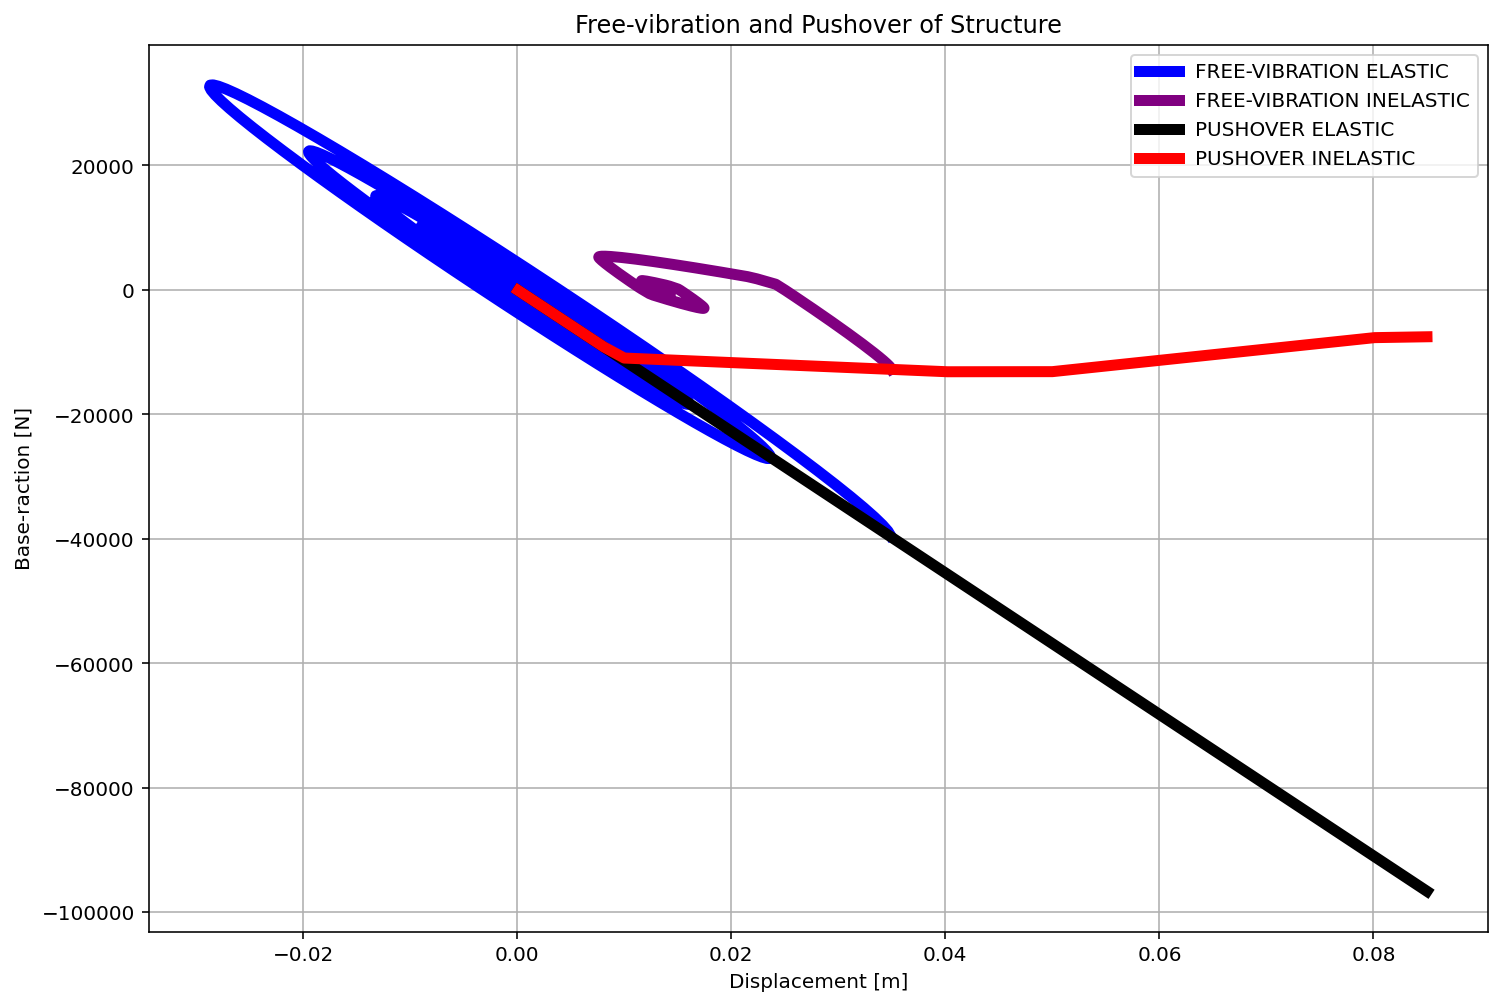 Free-vibration and Pushover of Structure
FREE-VIBRATION ELASTIC
FREE-VIBRATION INELASTIC
PUSHOVER ELASTIC
PUSHOVER INELASTIC
Base-raction [N]
20000
0
−20000
−40000
−60000
−80000
−100000
−0.02
0.00
0.02
0.04
0.06
0.08
Displacement [m]